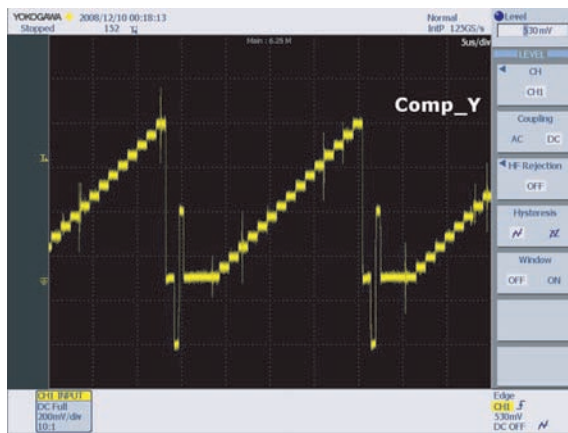 YOKOGAWA 2008/12/10 00:18:13
Stopped 152
Normal
IntP 125GS/s
Main : 6.25 M
5us/div
Comp_Y
Level
530mV
LEVEL
CH
CH1
Coupling
AC DC
HF Rejection
OFF
Hysteresis
Window
OFF ON
CH1 INPUT
DC Full
200mV/div
10:1
Edge
CH1
530mV
DC OFF